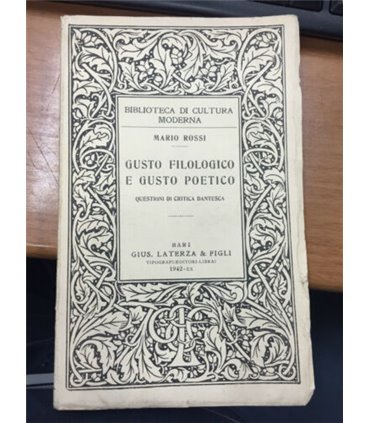 BIBLIOTECA DI CULTURA
MODERNA
MARIO ROSSI
GUSTO FILOLOGICO
E GUSTO POETICO
QUESTIONI DI CRITICA DANTESCA
BARI
GIUS. LATERZA & FIGLI
TIPOGRAFI-EDITORI-LIBRAI
1942-XX